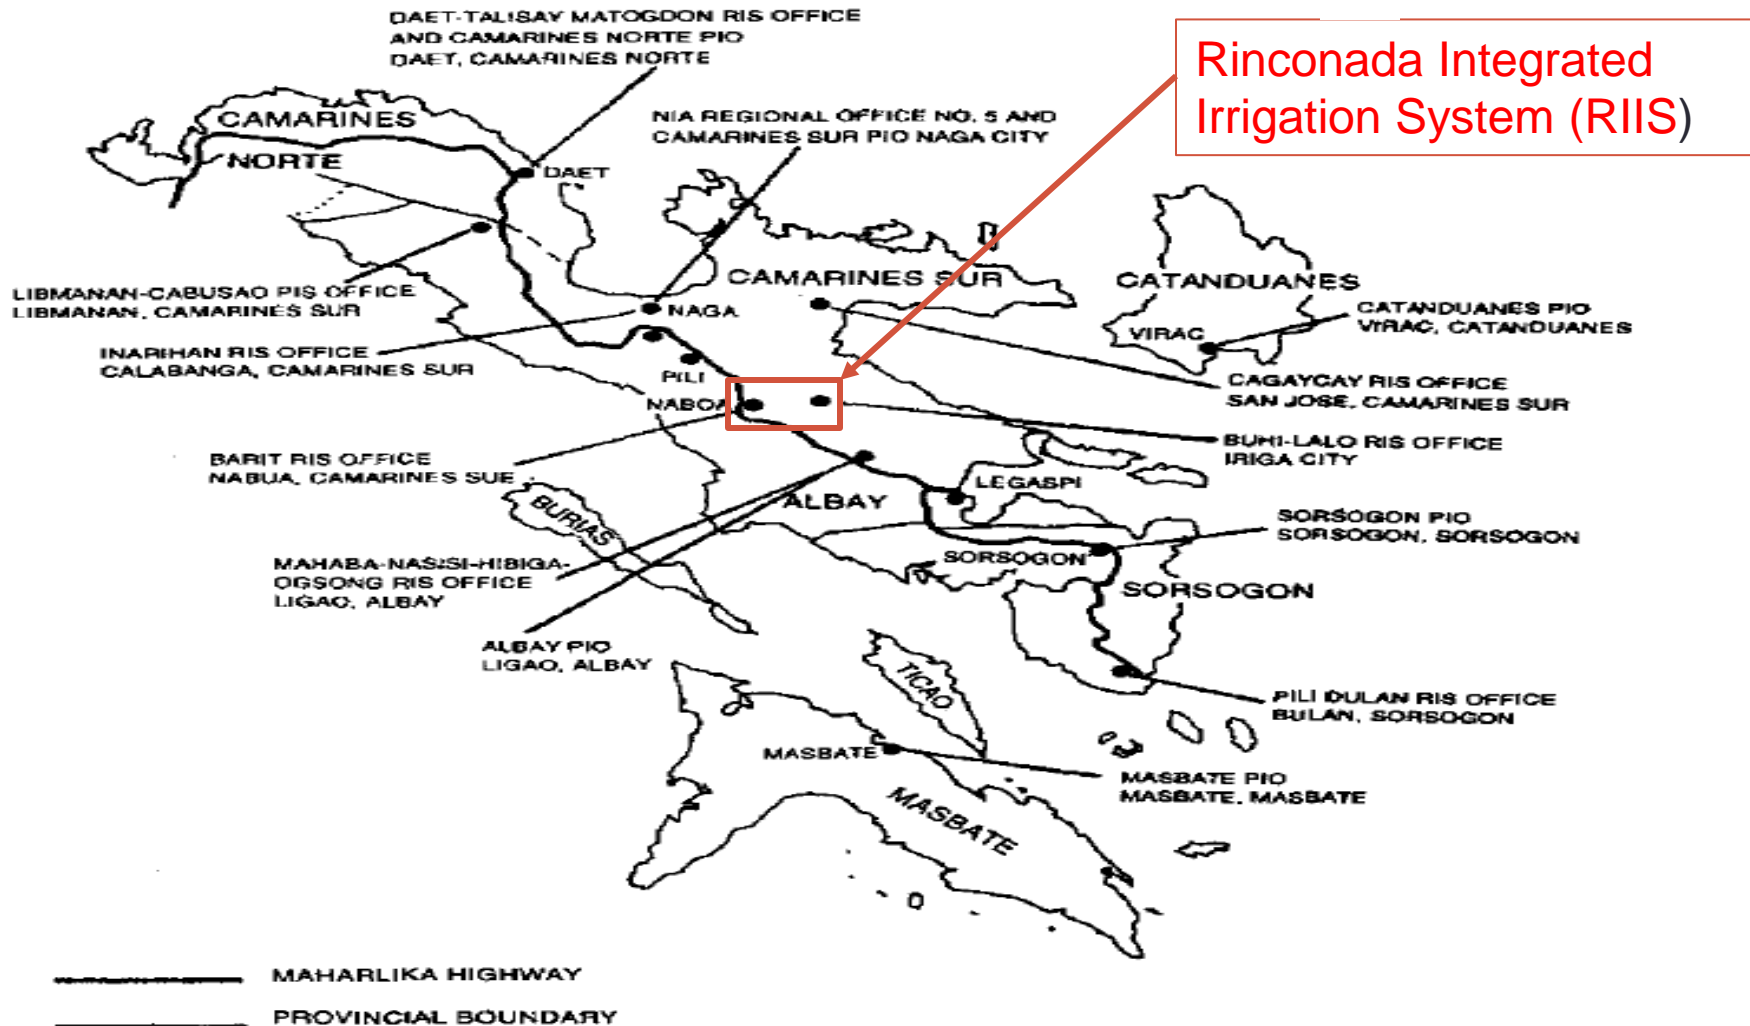 DAET-TALISAY MATOGDON RIS OFFICE
AND CAMARINES NORTE PIO
DAET, CAMARINES NORTE
Rinconada Integrated
Irrigation System (RIIS)
CAMARINES
NORTE
DAET
NIA REGIONAL OFFICE NO. 5 AND
CAMARINES SUR PIO NAGA CITY
LIBMANAN-CABUSAO PIS OFFICE
LIBMANAN, CAMARINES SUR
CAMARINES SUR
CATANDUANES
NAGA
VIRAC
CATANDUANES PIO
VIRAC, CATANDUANES
INARIHAN RIS OFFICE
CALABANGA, CAMARINES SUR
PILI
CAGAYCAY RIS OFFICE
SAN JOSE, CAMARINES SUR
NABOA
BUHI-LALO RIS OFFICE
IRIGA CITY
BARIT RIS OFFICE
NABUA, CAMARINES SUE
LEGASPI
ALBAY
BURIAS
SORSOGON PIO
SORSOGON, SORSOGON
SORSOGON
MAHABA-NASISI-HIBIGA-
OGSONG RIS OFFICE
LIGAO, ALBAY
SORSOGON
ALBAY PIO
LIGAO, ALBAY
TICAO
PILI DULAN RIS OFFICE
BULAN, SORSOGON
MASBATE
MASBATE PIO
MASBATE, MASBATE
MASBATE
MAHARLIKA HIGHWAY
PROVINCIAL BOUNDARY